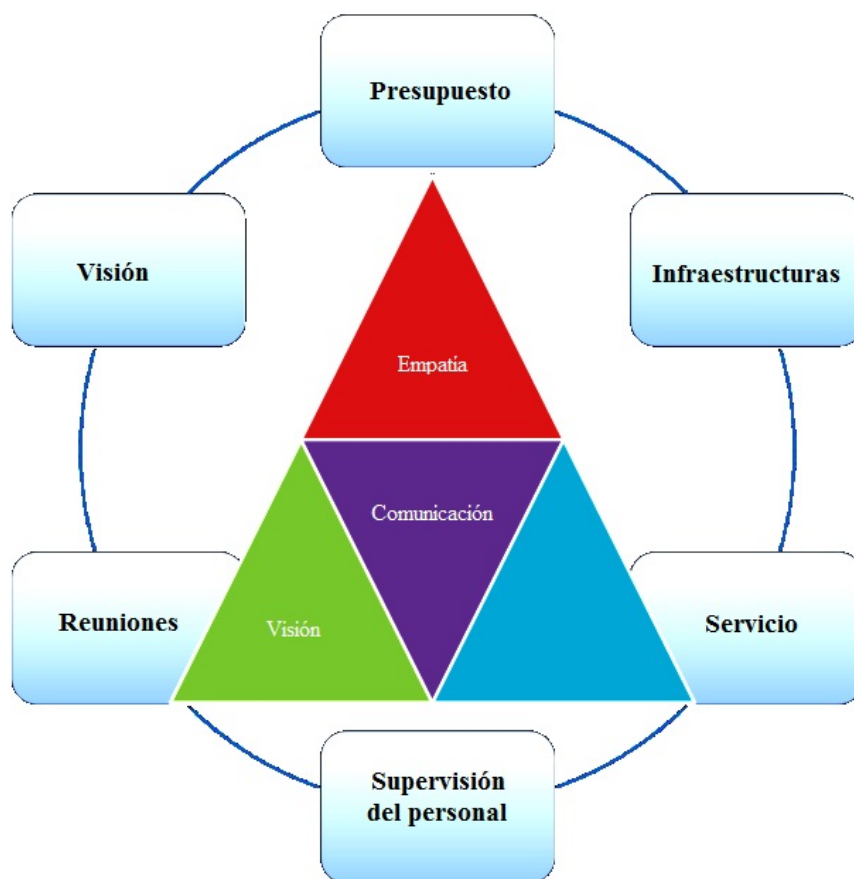 Presupuesto
Visión
Infraestructuras
Empatía
Comunicación
Reuniones
Visión
Servicio
Supervisión
del personal